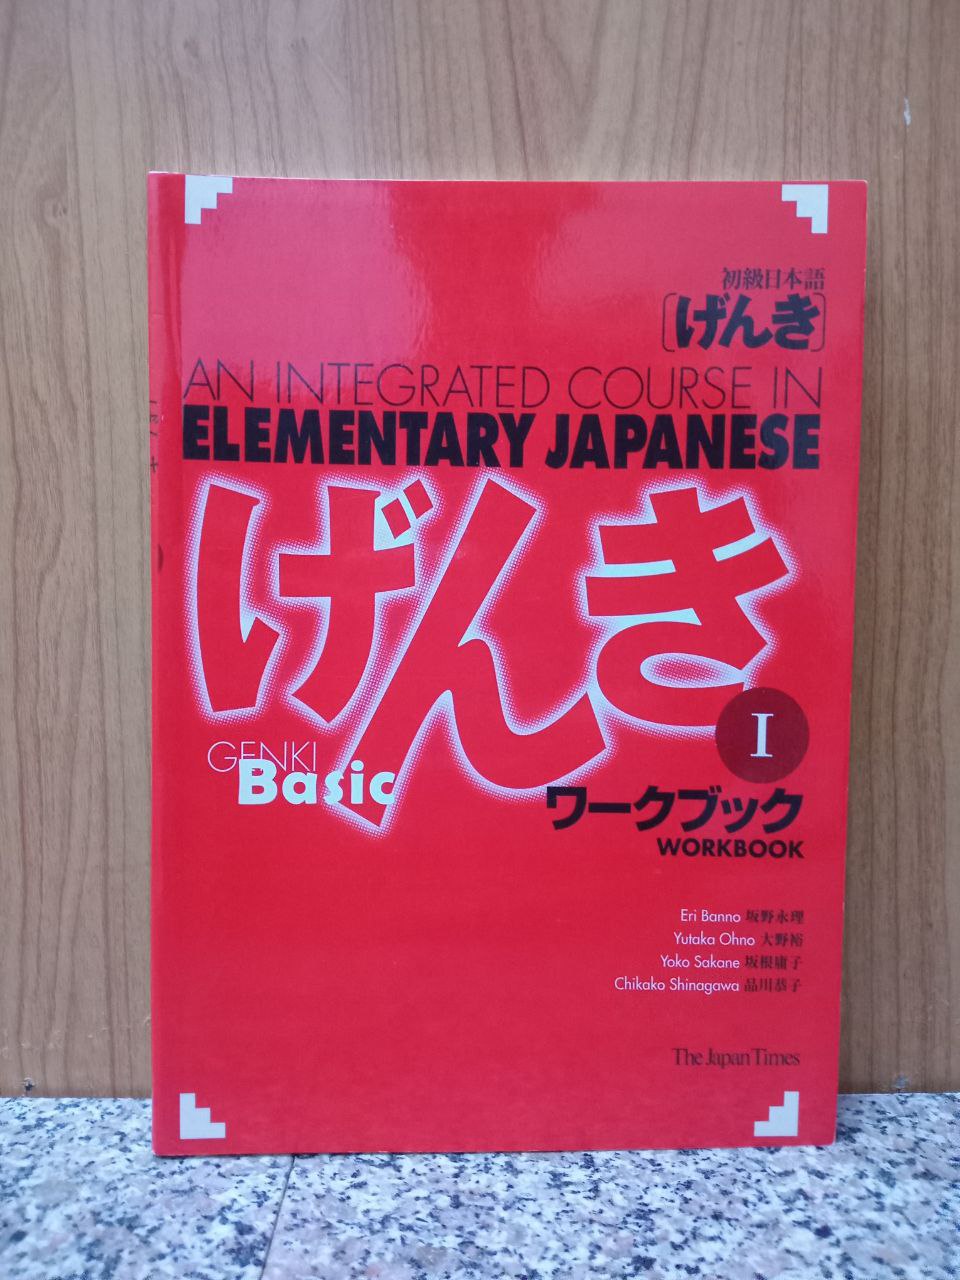 初級日本語
[げんき]
AN INTEGRATED COURSE IN
ELEMENTARY JAPANESE
げんき
I
GENKI
Basic
ワークブック
WORKBOOK
Eri Banno 坂野永理
Yutaka Ohno 大野裕
Yoko Sakane 坂根庸子
Chikako Shinagawa 品川恭子
The Japan Times